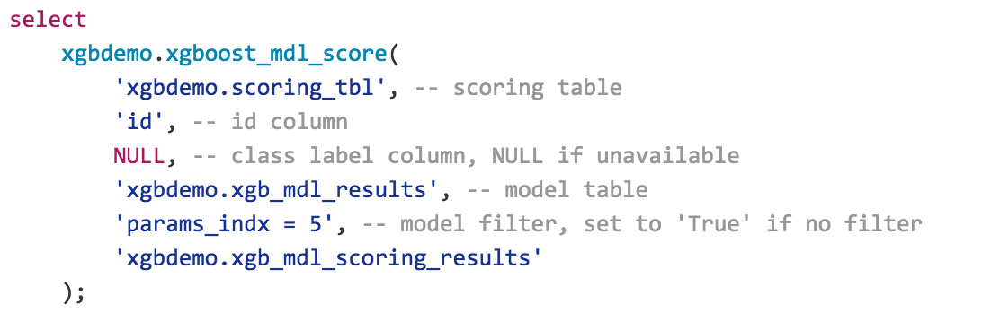 select
    xgbdemo.xgboost_mdl_score(
        'xgbdemo.scoring_tbl', -- scoring table
        'id', -- id column
        NULL, -- class label column, NULL if unavailable
        'xgbdemo.xgb_mdl_results', -- model table
        'params_indx = 5', -- model filter, set to 'True' if no filter
        'xgbdemo.xgb_mdl_scoring_results'
    );